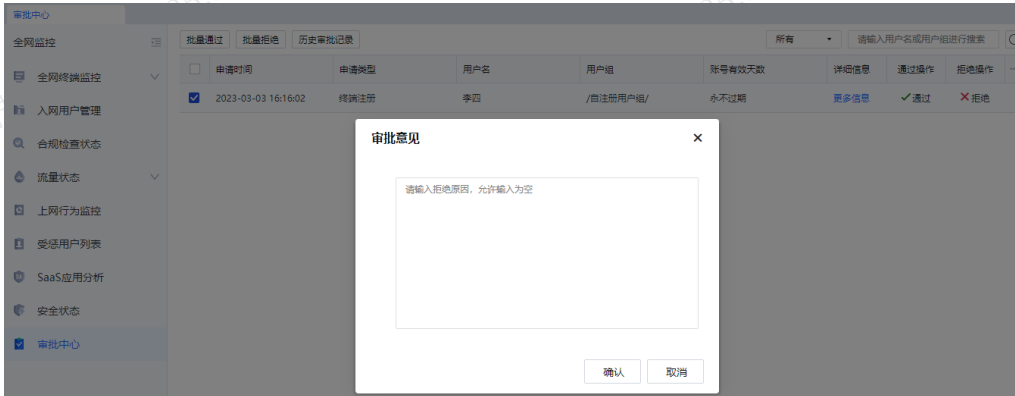 审批中心
全网监控
全网终端监控
入网用户管理
合规检查状态
流量状态
上网行为监控
受惩用户列表
SaaS应用分析
安全状态
审批中心
批量通过 批量拒绝 历史审批记录 所有 请输入用户名或用户组进行搜索
申请时间 申请类型 用户名 用户组 账号有效天数 详细信息 通过操作 拒绝操作
2023-03-03 16:16:02 终端注册 李四 /自注册用户组/ 永不过期 更多信息 通过 拒绝
审批意见
请输入拒绝原因，允许输入为空
确认 取消